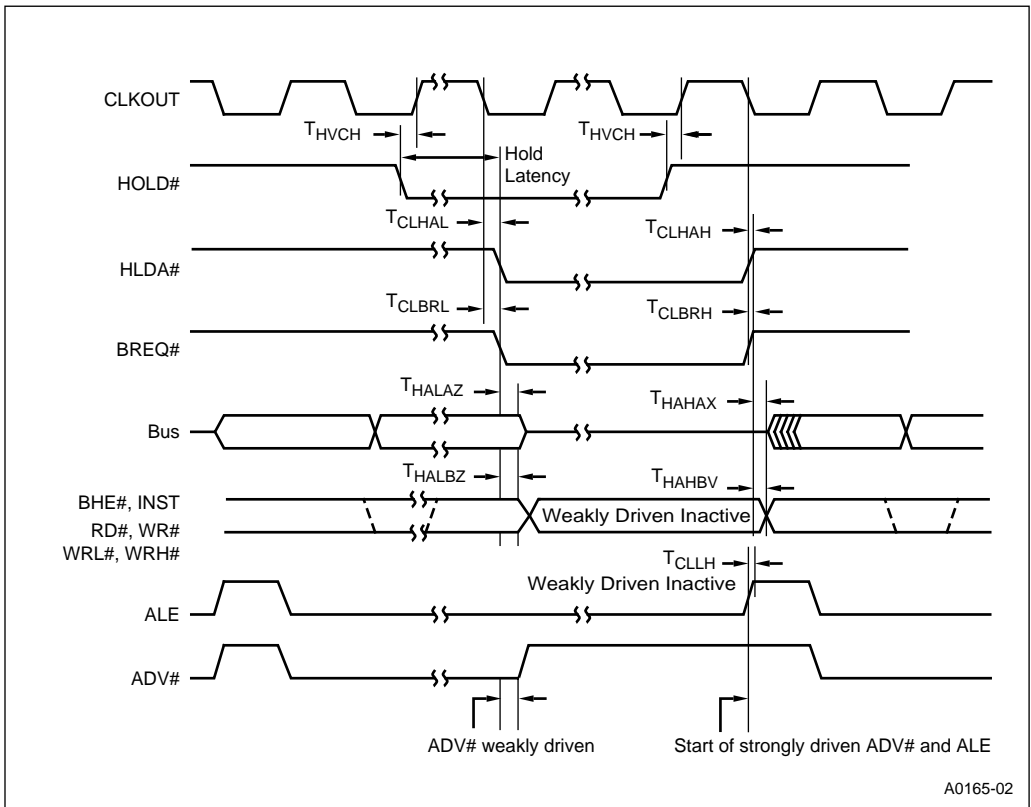 CLKOUT
T_HVCH
T_HVCH
Hold
Latency
HOLD#
T_CLHAL
T_CLHAH
HLDA#
T_CLBRL
T_CLBRH
BREQ#
T_HALAZ
T_HAHAX
Bus
T_HALBZ
T_HAHBV
BHE#, INST
Weakly Driven Inactive
RD#, WR#
WRL#, WRH#
T_CLLH
Weakly Driven Inactive
ALE
ADV#
ADV# weakly driven
Start of strongly driven ADV# and ALE
A0165-02